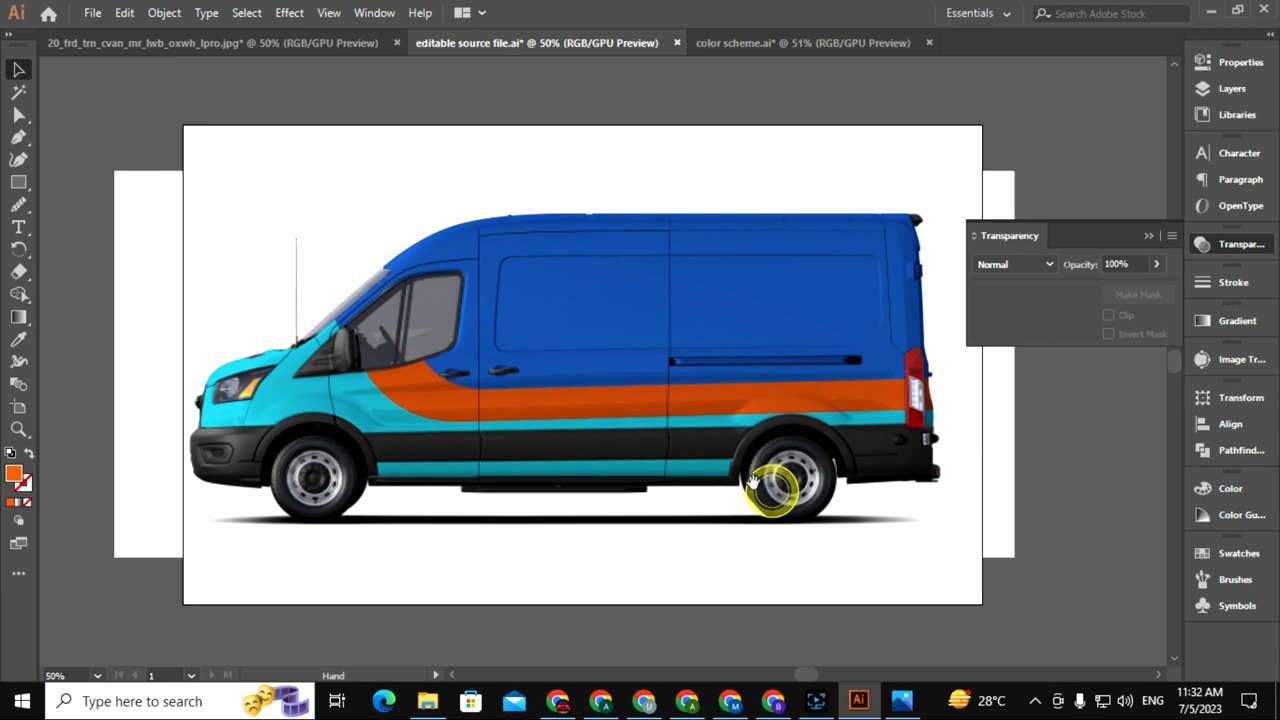 Ai File Edit Object Type Select Effect View Window Help Essentials Search Adobe Stock
20_frd_trn_cvan_mr_lwb_oxwh_lpro.jpg* @ 50% (RGB/GPU Preview) × editable source file.ai* @ 50% (RGB/GPU Preview) × color scheme.ai* @ 51% (RGB/GPU Preview) ×
Properties
Layers
Libraries
Character
Paragraph
OpenType
Transpar...
Stroke
Gradient
Image Tr...
Transform
Align
Pathfind...
Color
Color Gu...
Swatches
Brushes
Symbols
Transparency
Normal Opacity: 100%
Make Mask
Clip
Invert Mask
50% 1 Hand
Type here to search
28°C ENG 11:32 AM
7/5/2023